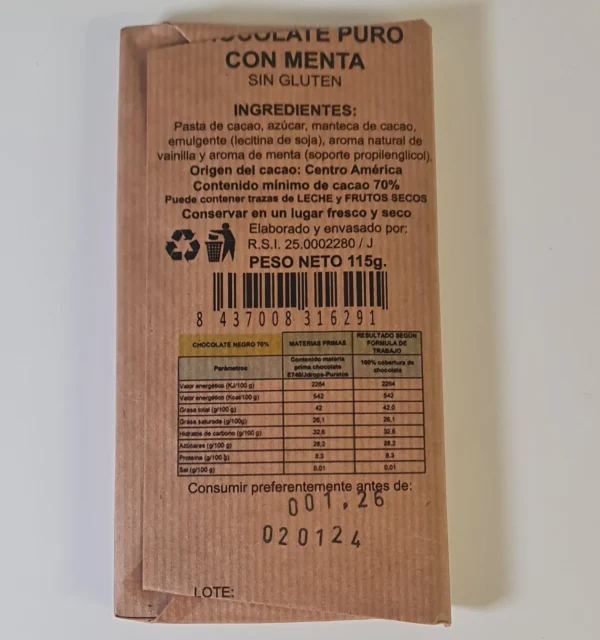 CHOCOLATE PURO
CON MENTA
SIN GLUTEN
INGREDIENTES:
Pasta de cacao, azúcar, manteca de cacao,
emulgente (lecitina de soja), aroma natural de
vainilla y aroma de menta (soporte propilenglicol).
Origen del cacao: Centro América
Contenido mínimo de cacao 70%
Puede contener trazas de LECHE y FRUTOS SECOS
Conservar en un lugar fresco y seco
Elaborado y envasado por:
R.S.I. 25.0002280 / J
PESO NETO 115g.
8 437008 316291
CHOCOLATE NEGRO 70% MATERIAS PRIMAS RESULTADO SEGÚN FORMULA DE TRABAJO
Parámetros Contenido materia prima chocolate 100% cobertura de chocolate
Valor energético (KJ/100 g) 2264 2264
Valor energético (Kcal/100 g) 542 542
Grasa total (g/100 g) 42 42,0
Grasa saturada (g/100g) 26,1 26,1
Hidratos de carbono (g/100 g) 32,6 32,6
Azúcares (g/100 g) 28,2 28,2
Proteína (g/100 g) 8,3 8,3
Sal (g/100 g) 0,01 0,01
Consumir preferentemente antes de:
001.26
020124
LOTE: